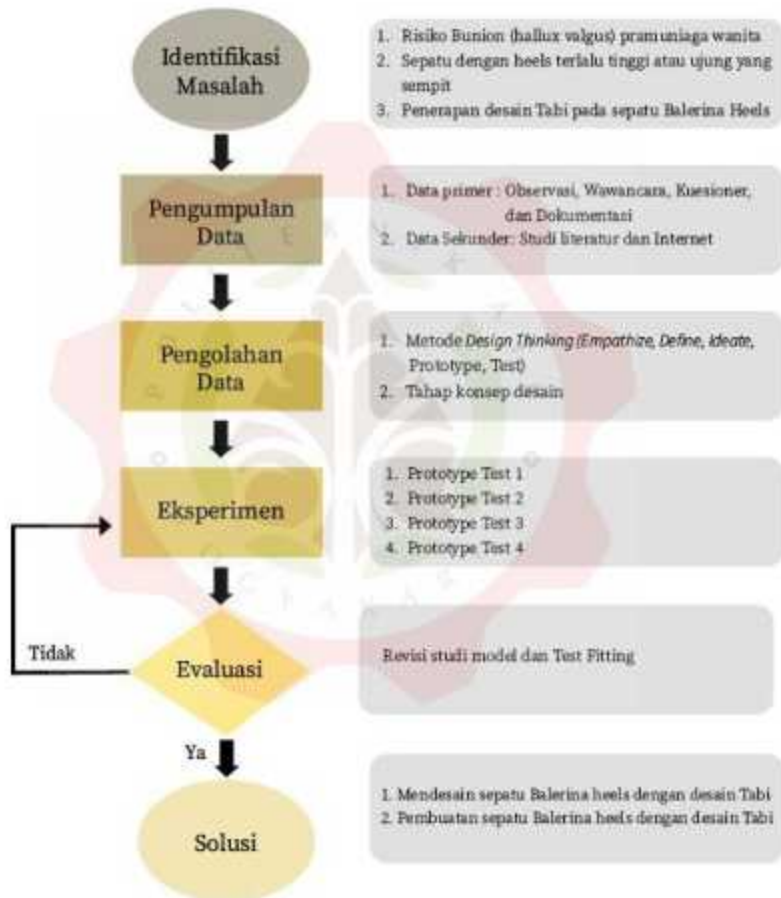 Identifikasi
Masalah
1. Risiko Bunion (hallux valgus) pramuniaga wanita
2. Sepatu dengan heels terlalu tinggi atau ujung yang
sempit
3. Penerapan desain Tabi pada sepatu Balerina Heels
Pengumpulan
Data
1. Data primer : Observasi, Wawancara, Kuesioner,
dan Dokumentasi
2. Data Sekunder: Studi literatur dan Internet
Pengolahan
Data
1. Metode Design Thinking (Empathize, Define, Ideate,
Prototype, Test)
2. Tahap konsep desain
Eksperimen
1. Prototype Test 1
2. Prototype Test 2
3. Prototype Test 3
4. Prototype Test 4
Tidak
Evaluasi
Revisi studi model dan Test Fitting
Ya
Solusi
1. Mendesain sepatu Balerina heels dengan desain Tabi
2. Pembuatan sepatu Balerina heels dengan desain Tabi